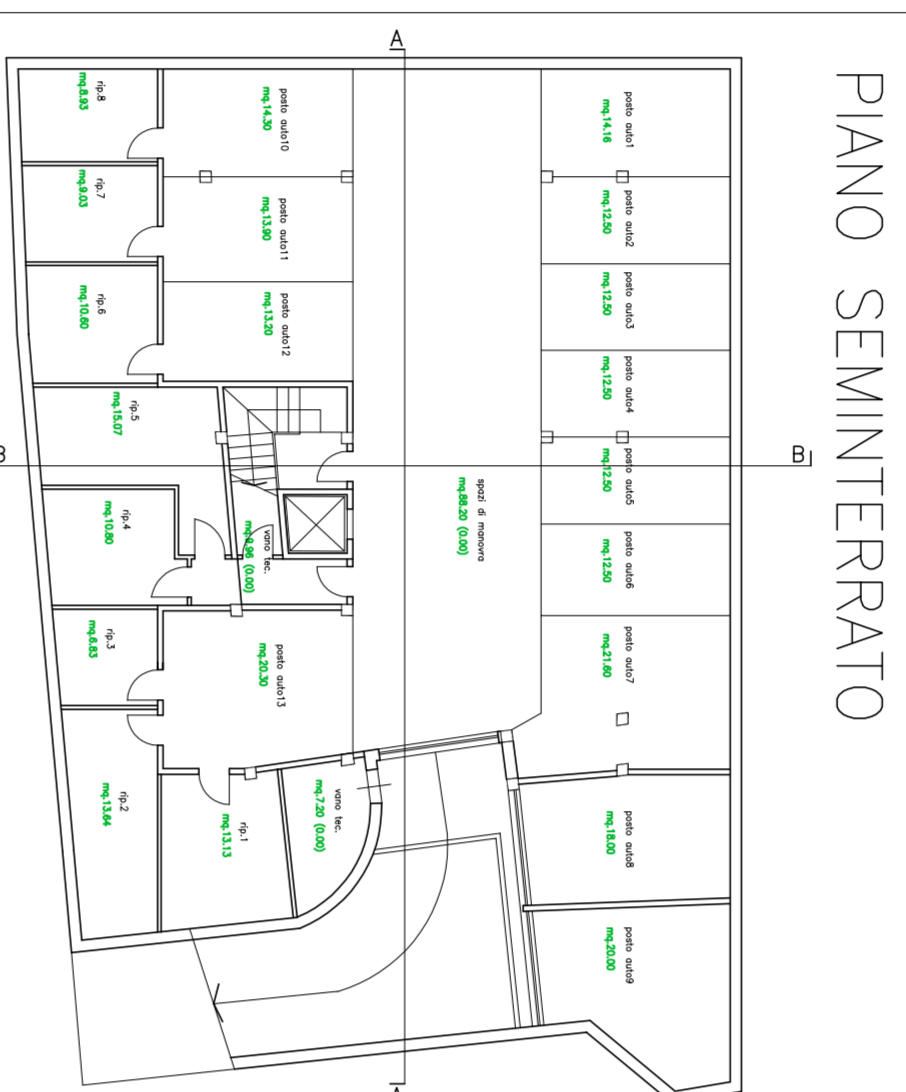 PIANO SEMINTERRATO
A
posto auto1
mq.14.16
posto auto2
mq.12.50
posto auto3
mq.12.50
posto auto4
mq.12.50
posto auto5
mq.12.50
posto auto6
mq.12.50
posto auto7
mq.21.60
posto auto8
mq.18.00
posto auto9
mq.20.00
B
spazi di manovra
mq.88.20 (0.00)
posto auto10
mq.14.30
posto auto11
mq.13.90
posto auto12
mq.13.20
vano tec.
mq.9.96 (0.00)
posto auto13
mq.20.30
vano tec.
mq.7.20 (0.00)
rip.8
mq.8.93
rip.7
mq.9.03
rip.6
mq.10.60
rip.5
mq.15.07
rip.4
mq.10.80
rip.3
mq.6.83
rip.2
mq.13.64
rip.1
mq.13.13
B
A